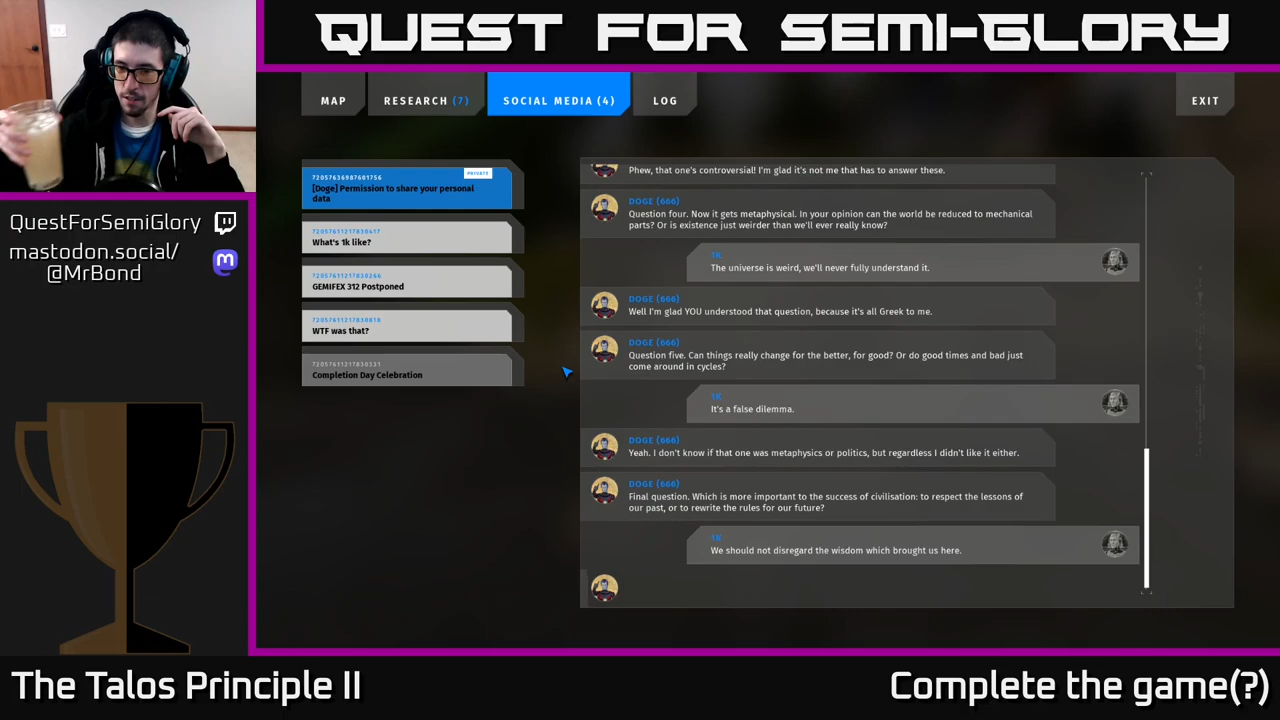 QUEST FOR SEMI-GLORY
MAP
RESEARCH (7)
SOCIAL MEDIA (4)
LOG
EXIT
QuestForSemiGlory
mastodon.social/
@MrBond
72057636987601756
PRIVATE
[Doge] Permission to share your personal
data
72057611217830417
What's 1k like?
72057611217830266
GEMIFEX 312 Postponed
72057611217830818
WTF was that?
72057611217830331
Completion Day Celebration
Phew, that one's controversial! I'm glad it's not me that has to answer these.
DOGE (666)
Question four. Now it gets metaphysical. In your opinion can the world be reduced to mechanical
parts? Or is existence just weirder than we'll ever really know?
1K
The universe is weird, we'll never fully understand it.
DOGE (666)
Well I'm glad YOU understood that question, because it's all Greek to me.
DOGE (666)
Question five. Can things really change for the better, for good? Or do good times and bad just
come around in cycles?
1K
It's a false dilemma.
DOGE (666)
Yeah. I don't know if that one was metaphysics or politics, but regardless I didn't like it either.
DOGE (666)
Final question. Which is more important to the success of civilisation: to respect the lessons of
our past, or to rewrite the rules for our future?
1K
We should not disregard the wisdom which brought us here.
The Talos Principle II
Complete the game(?)